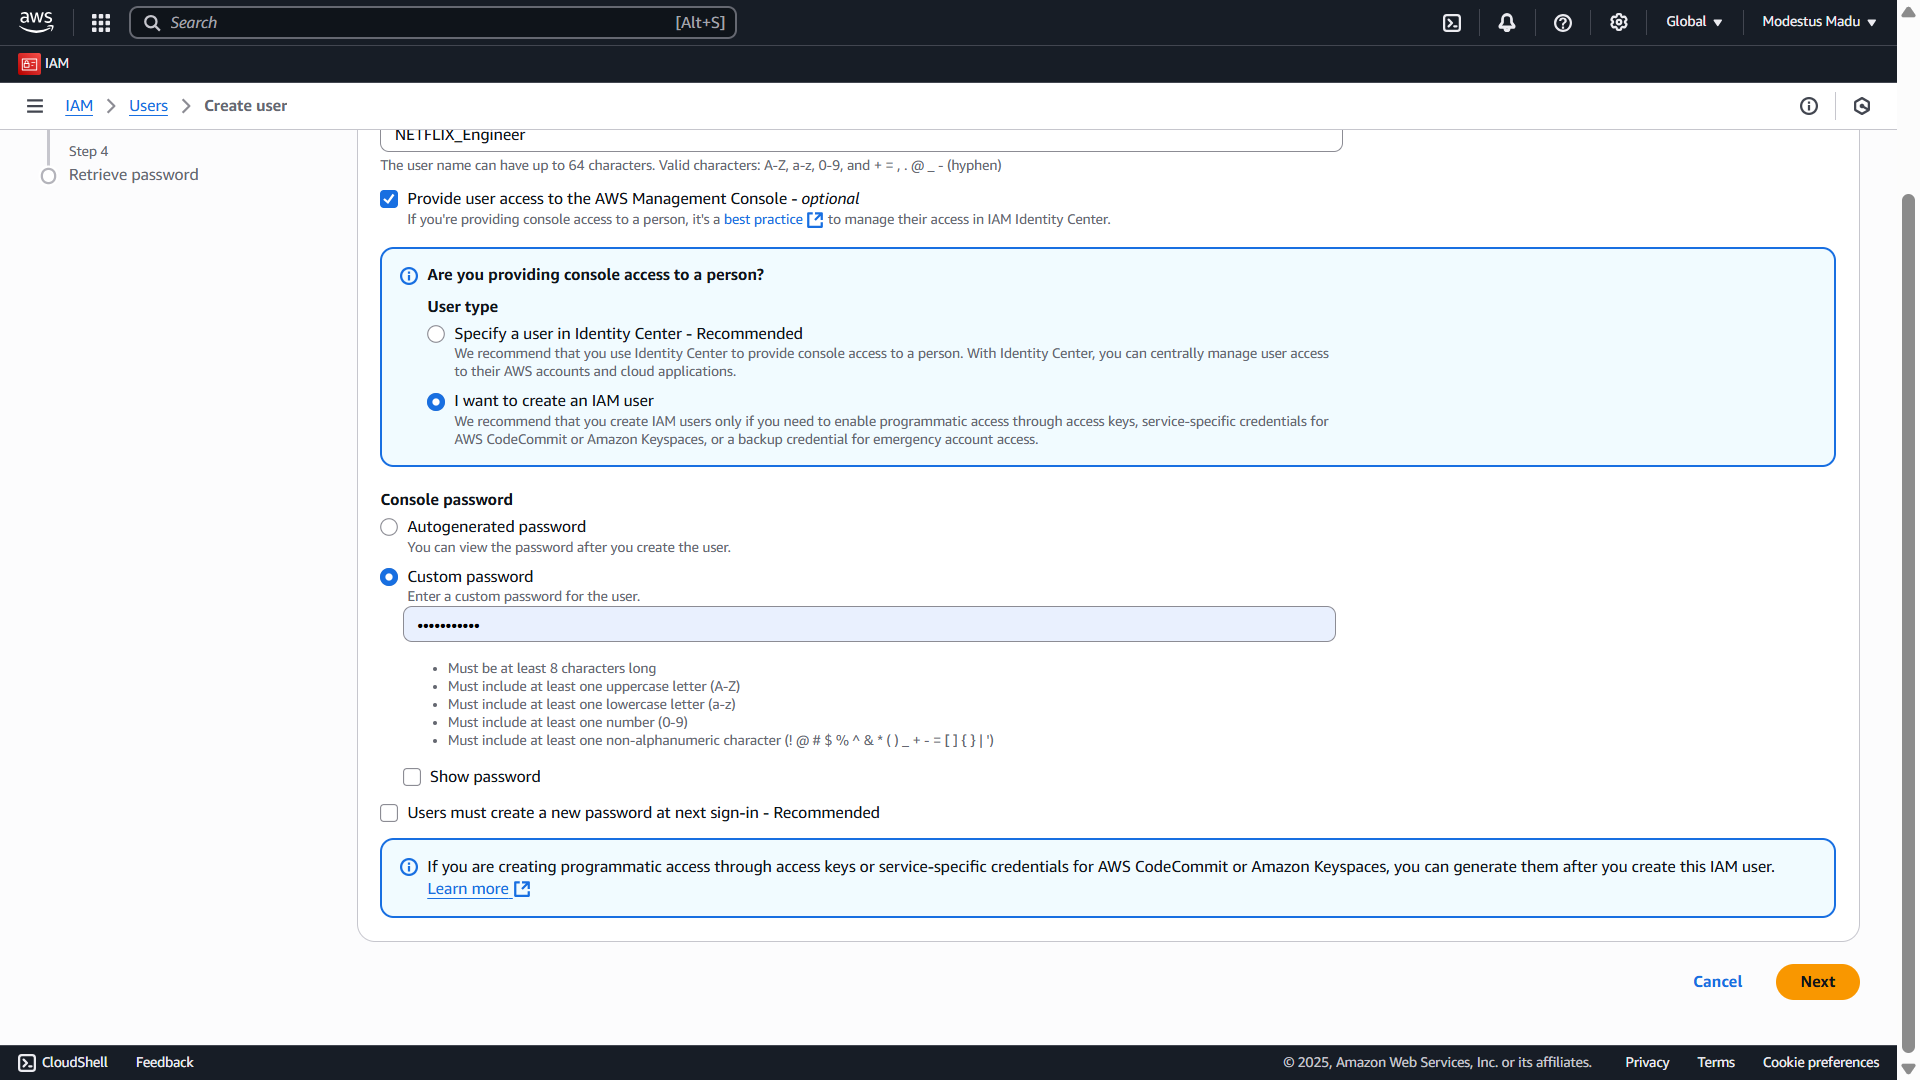 aws
Search
[Alt+S]
Global
Modestus Madu
IAM
IAM
Users
Create user
Step 4
Retrieve password
NETFLIX_Engineer
The user name can have up to 64 characters. Valid characters: A-Z, a-z, 0-9, and + = , . @ _ - (hyphen)
Provide user access to the AWS Management Console - optional
If you're providing console access to a person, it's a best practice to manage their access in IAM Identity Center.
Are you providing console access to a person?
User type
Specify a user in Identity Center - Recommended
We recommend that you use Identity Center to provide console access to a person. With Identity Center, you can centrally manage user access
to their AWS accounts and cloud applications.
I want to create an IAM user
We recommend that you create IAM users only if you need to enable programmatic access through access keys, service-specific credentials for
AWS CodeCommit or Amazon Keyspaces, or a backup credential for emergency account access.
Console password
Autogenerated password
You can view the password after you create the user.
Custom password
Enter a custom password for the user.
•••••••••••
• Must be at least 8 characters long
• Must include at least one uppercase letter (A-Z)
• Must include at least one lowercase letter (a-z)
• Must include at least one number (0-9)
• Must include at least one non-alphanumeric character (! @ # $ % ^ & * ( ) _ + - = [ ] { } | ')
Show password
Users must create a new password at next sign-in - Recommended
If you are creating programmatic access through access keys or service-specific credentials for AWS CodeCommit or Amazon Keyspaces, you can generate them after you create this IAM user.
Learn more
Cancel
Next
CloudShell
Feedback
© 2025, Amazon Web Services, Inc. or its affiliates.
Privacy
Terms
Cookie preferences